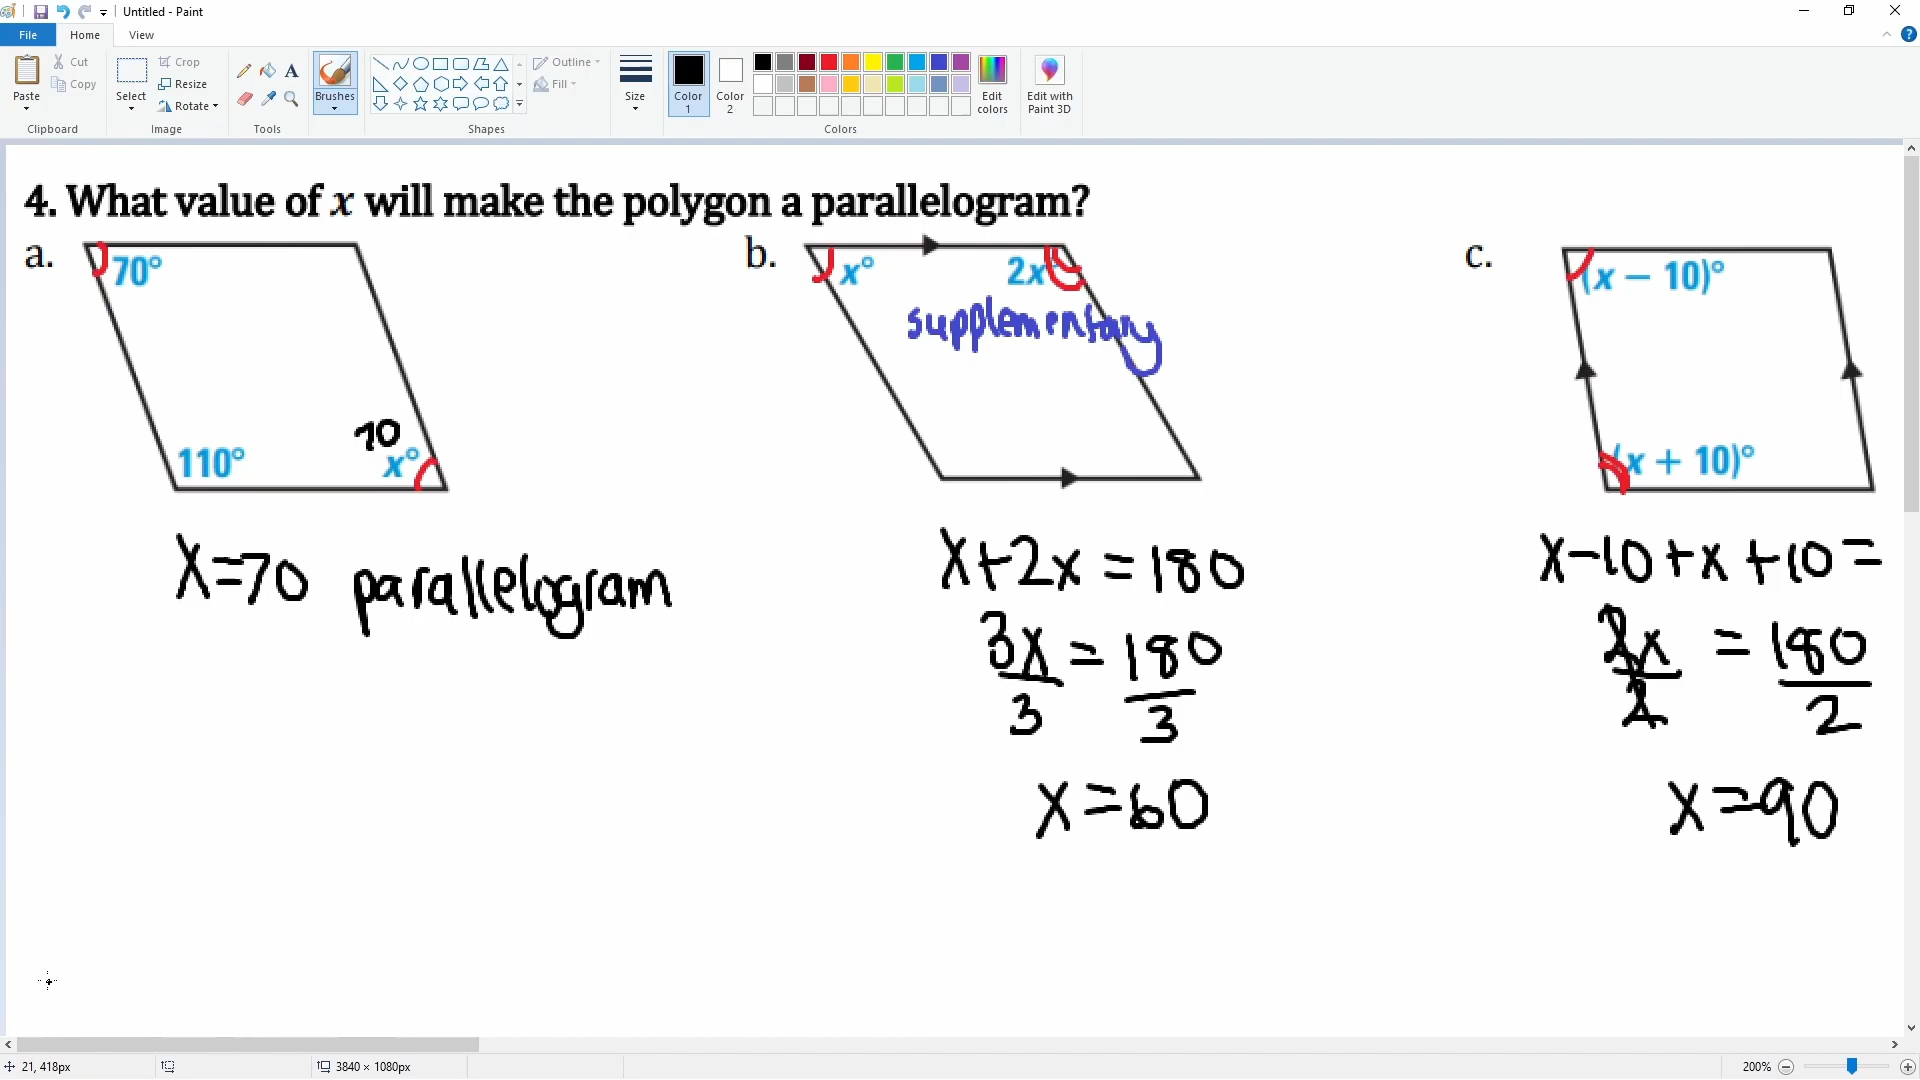 Untitled - Paint
File Home View
Paste
Cut
Copy
Clipboard
Select
Crop
Resize
Rotate
Image
A
Tools
Brushes
Shapes
Outline
Fill
Size
Color 1
Color 2
Colors
Edit colors
Edit with Paint 3D
4. What value of x will make the polygon a parallelogram?
a.
70°
110°
70
x°
x=70 parallelogram
b.
x°
2x
supplementary
x+2x=180
3x=180
3 3
x=60
c.
(x − 10)°
(x + 10)°
x-10+x+10=
2x =180
2 2
x=90
21, 418px
3840 × 1080px
200%